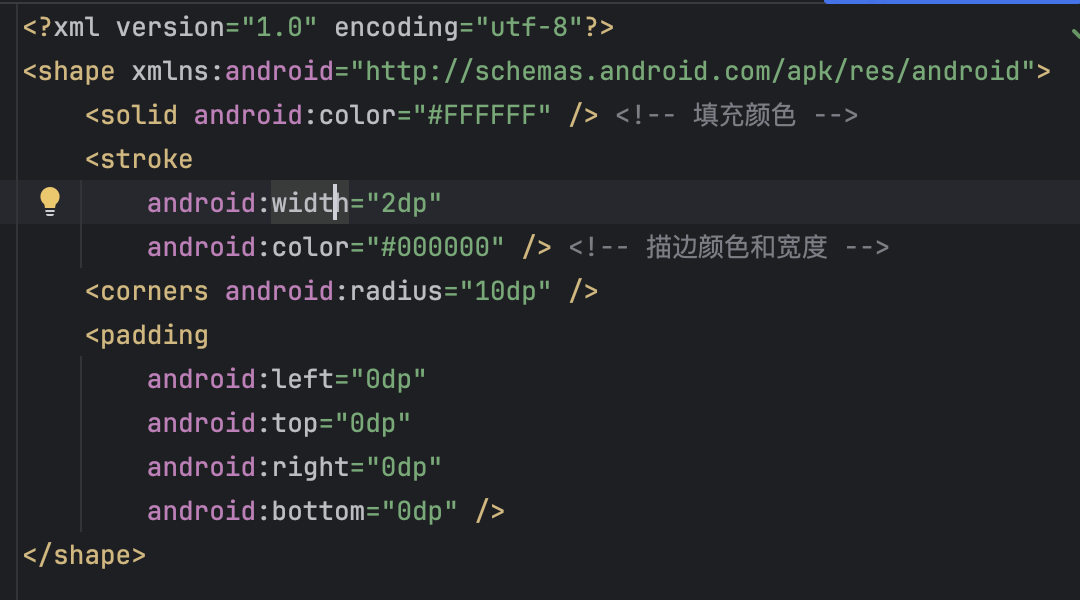 <?xml version="1.0" encoding="utf-8"?>
<shape xmlns:android="http://schemas.android.com/apk/res/android">
    <solid android:color="#FFFFFF" /> <!-- 填充颜色 -->
    <stroke
        android:width="2dp"
        android:color="#000000" /> <!-- 描边颜色和宽度 -->
    <corners android:radius="10dp" />
    <padding
        android:left="0dp"
        android:top="0dp"
        android:right="0dp"
        android:bottom="0dp" />
</shape>